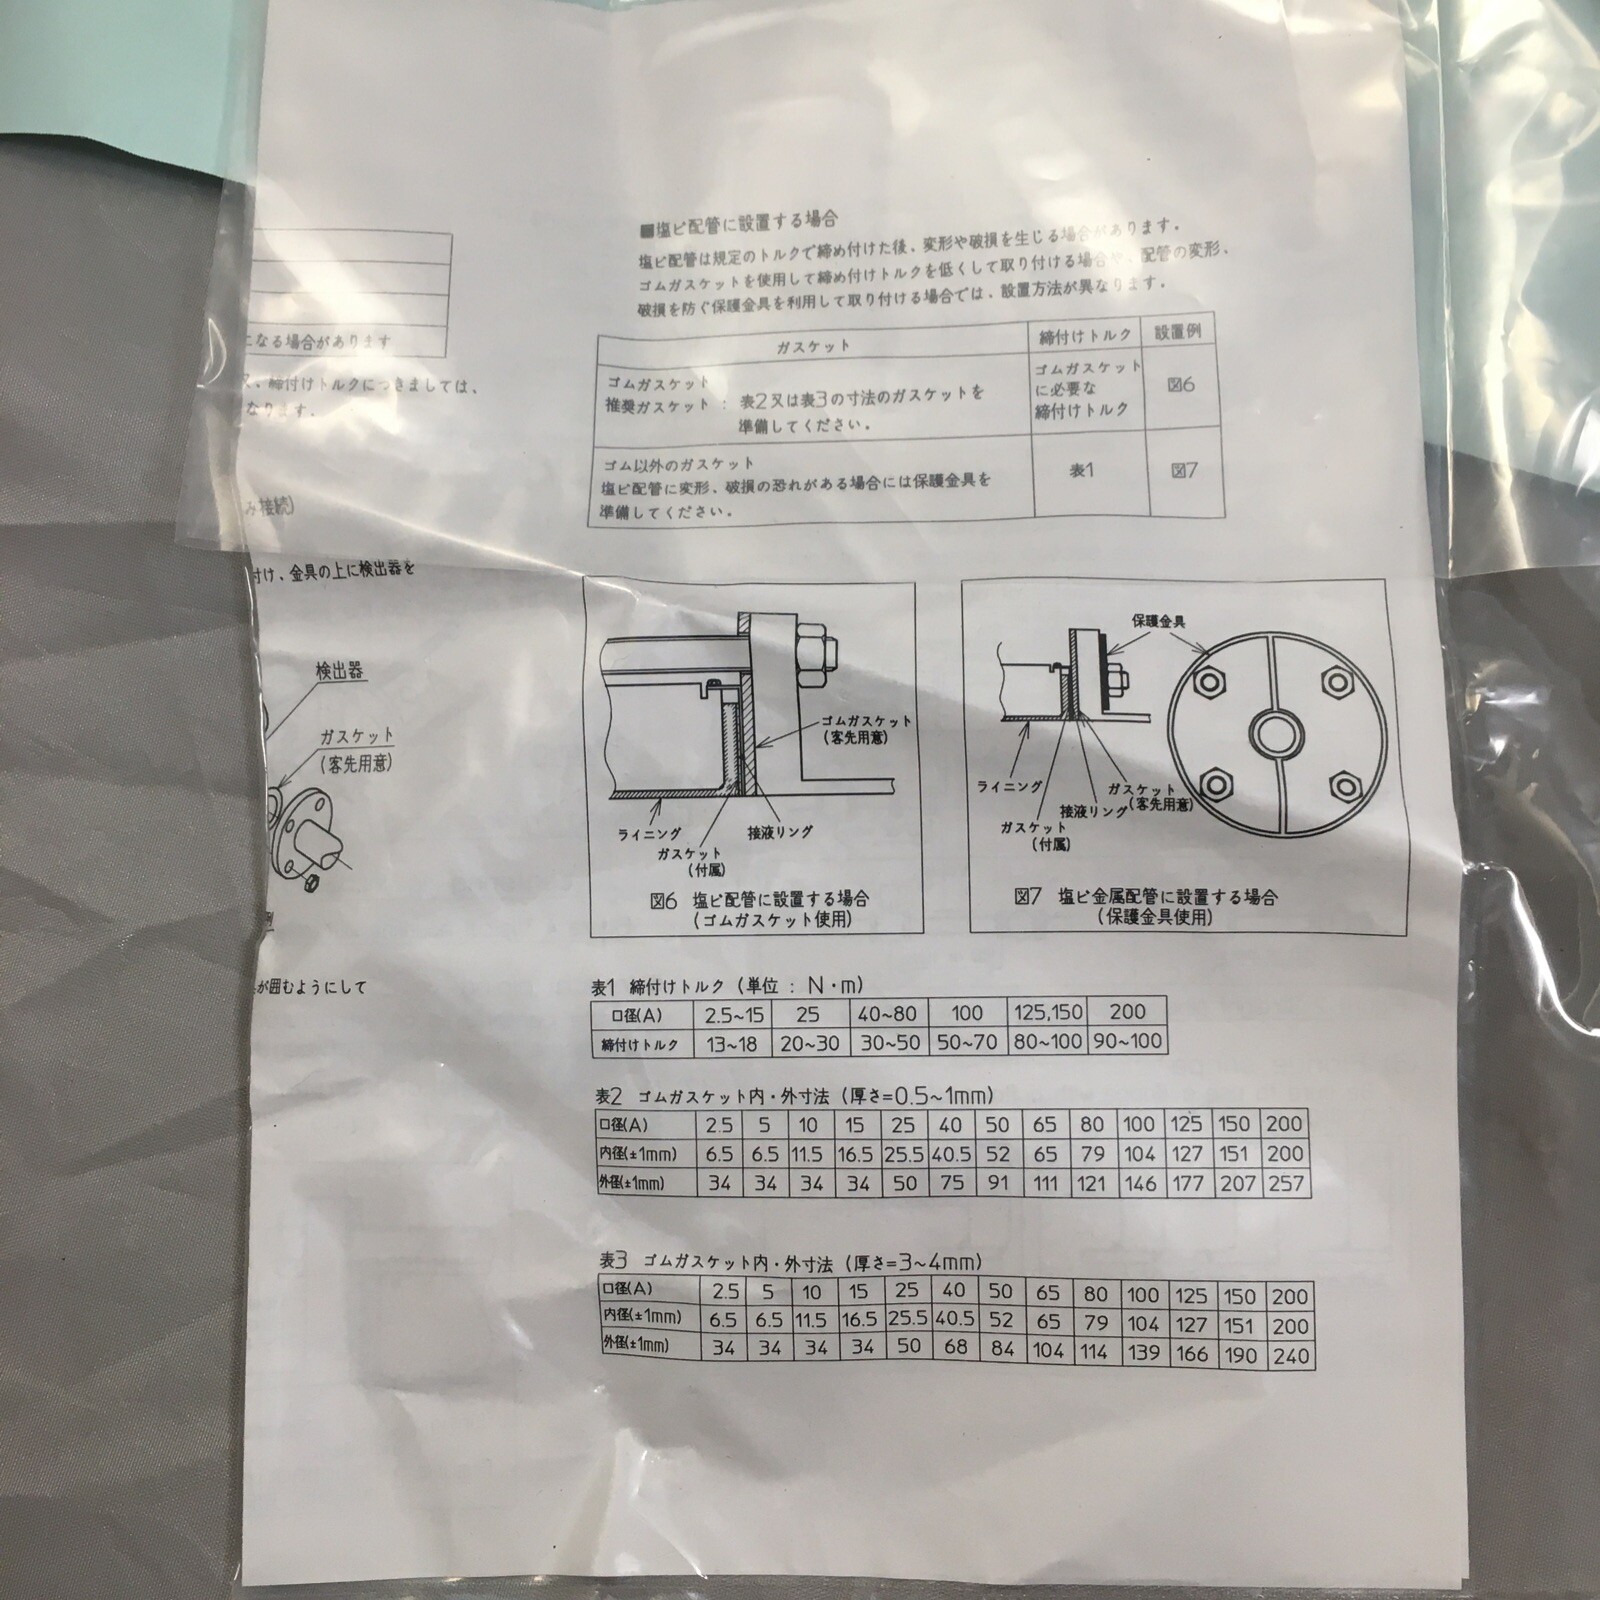 になる場合があります
又、締付けトルクにつきましては、
なります。
み接続)
付け、金具の上に検出器を
検出器
ガスケット
(客先用意)
が囲むようにして
■塩ビ配管に設置する場合
塩ビ配管は規定のトルクで締め付けた後、変形や破損を生じる場合があります。
ゴムガスケットを使用して締め付けトルクを低くして取り付ける場合や、配管の変形、
破損を防ぐ保護金具を利用して取り付ける場合では、設置方法が異なります。
ガスケット 締付けトルク 設置例
ゴムガスケット
推奨ガスケット : 表2又は表3の寸法のガスケットを
準備してください。
ゴムガスケット
に必要な
締付けトルク
図6
ゴム以外のガスケット
塩ビ配管に変形、破損の恐れがある場合には保護金具を
準備してください。
表1
図7
ゴムガスケット
(客先用意)
ライニング
接液リング
ガスケット
(付属)
図6 塩ビ配管に設置する場合
(ゴムガスケット使用)
保護金具
ライニング
ガスケット
(客先用意)
接液リング
ガスケット
(付属)
図7 塩ビ金属配管に設置する場合
(保護金具使用)
表1 締付けトルク (単位 : N・m)
口径(A) 2.5~15 25 40~80 100 125,150 200
締付けトルク 13~18 20~30 30~50 50~70 80~100 90~100
表2 ゴムガスケット内・外寸法 (厚さ=0.5~1mm)
口径(A) 2.5 5 10 15 25 40 50 65 80 100 125 150 200
内径(±1mm) 6.5 6.5 11.5 16.5 25.5 40.5 52 65 79 104 127 151 200
外径(±1mm) 34 34 34 34 50 75 91 111 121 146 177 207 257
表3 ゴムガスケット内・外寸法 (厚さ=3~4mm)
口径(A) 2.5 5 10 15 25 40 50 65 80 100 125 150 200
内径(±1mm) 6.5 6.5 11.5 16.5 25.5 40.5 52 65 79 104 127 151 200
外径(±1mm) 34 34 34 34 50 68 84 104 114 139 166 190 240